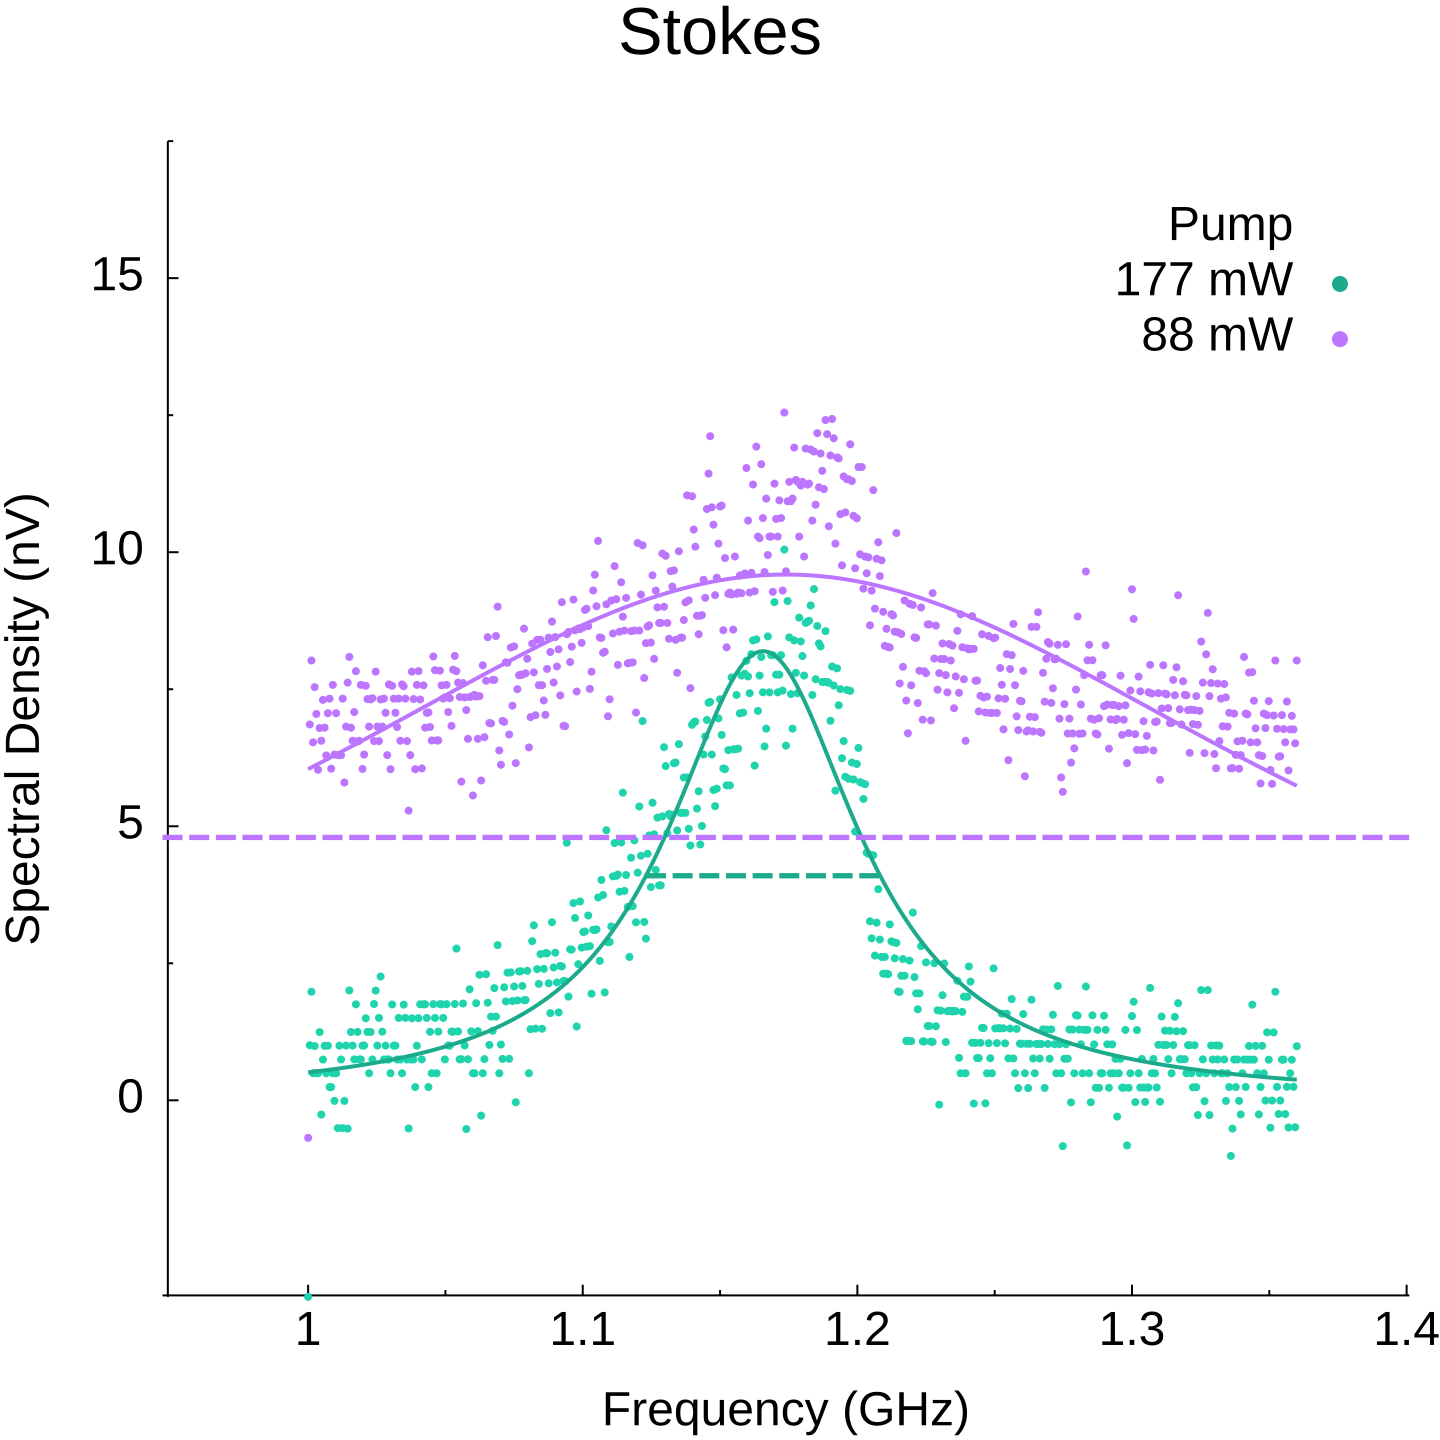 Stokes
Pump
177 mW
88 mW
15
10
5
0
Spectral Density (nV)
1 1.1 1.2 1.3 1.4
Frequency (GHz)